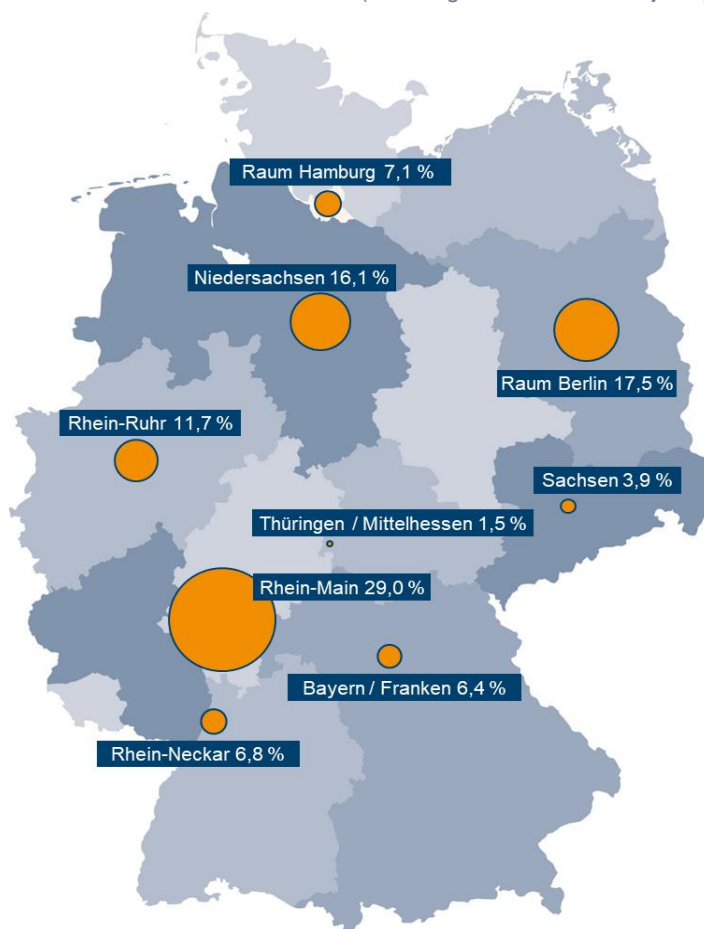 Raum Hamburg 7,1 %
Niedersachsen 16,1 %
Raum Berlin 17,5 %
Rhein-Ruhr 11,7 %
Sachsen 3,9 %
Thüringen / Mittelhessen 1,5 %
Rhein-Main 29,0 %
Bayern / Franken 6,4 %
Rhein-Neckar 6,8 %